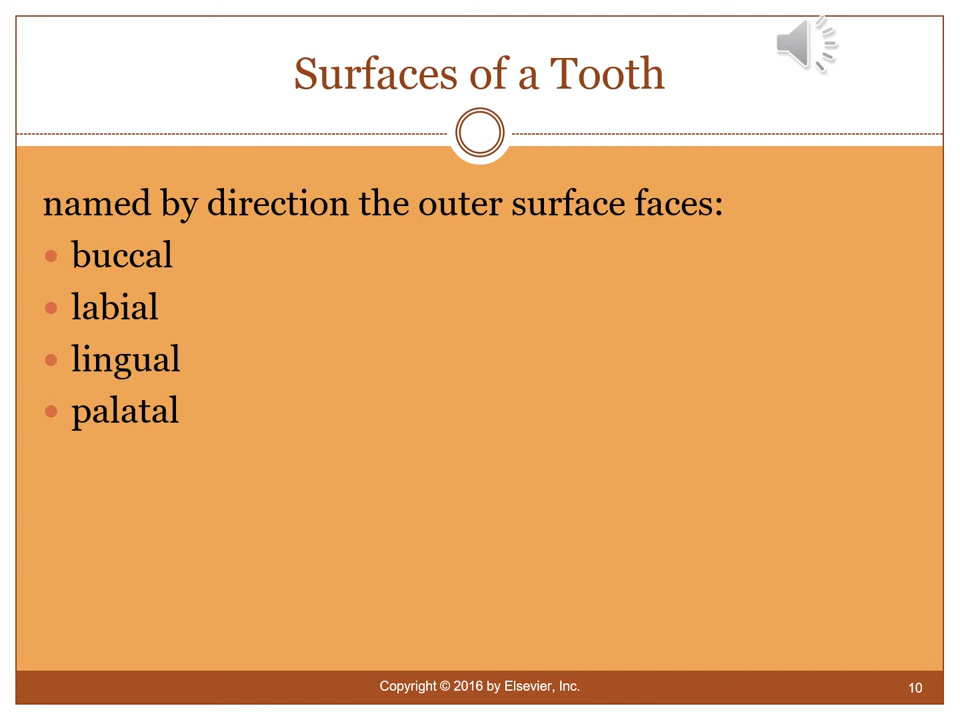 Surfaces of a Tooth
named by direction the outer surface faces:
• buccal
• labial
• lingual
• palatal
Copyright © 2016 by Elsevier, Inc.
10